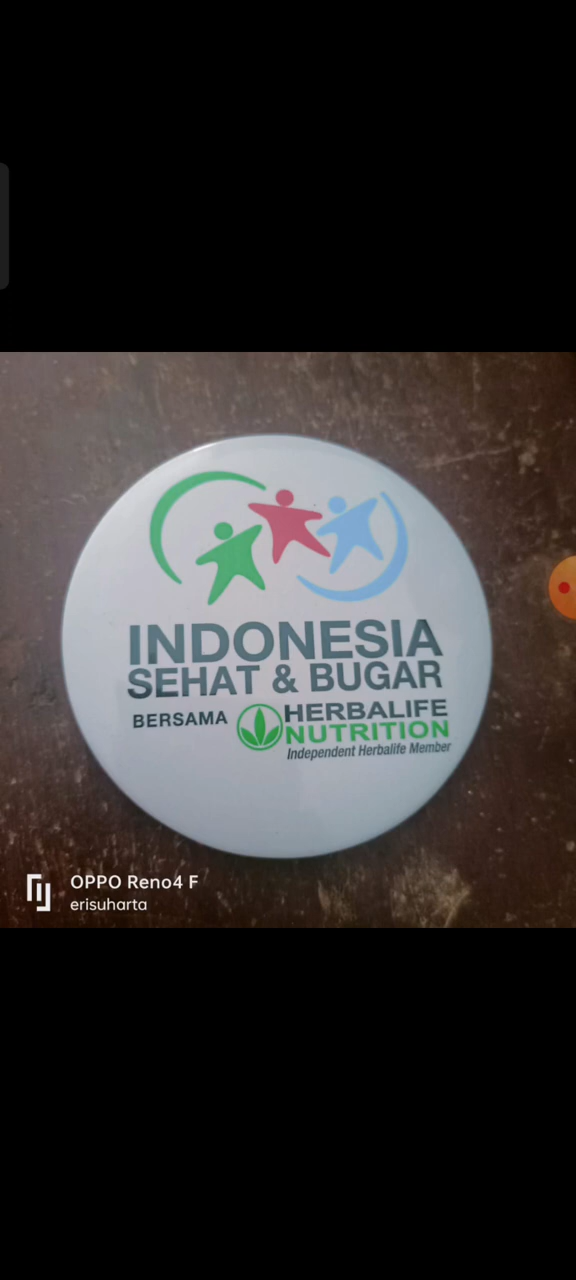 INDONESIA
SEHAT & BUGAR
BERSAMA HERBALIFE
NUTRITION
Independent Herbalife Member
OPPO Reno4 F
erisuharta